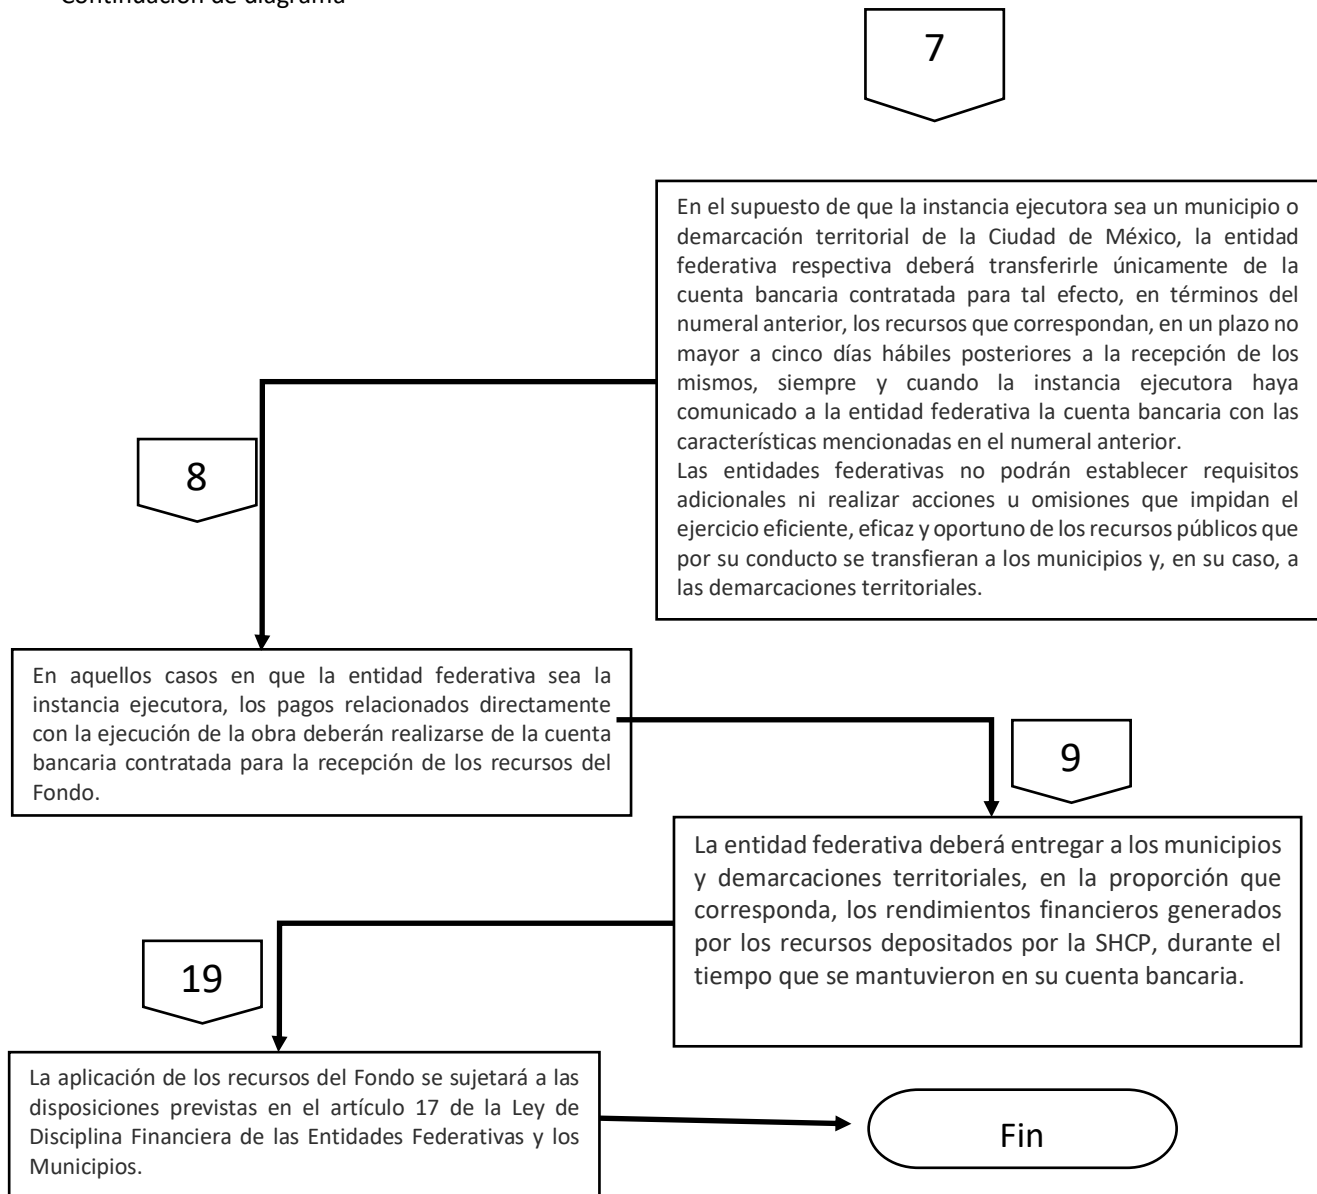 Continuación de diagrama
7
En el supuesto de que la instancia ejecutora sea un municipio o
demarcación territorial de la Ciudad de México, la entidad
federativa respectiva deberá transferirle únicamente de la
cuenta bancaria contratada para tal efecto, en términos del
numeral anterior, los recursos que correspondan, en un plazo no
mayor a cinco días hábiles posteriores a la recepción de los
mismos, siempre y cuando la instancia ejecutora haya
comunicado a la entidad federativa la cuenta bancaria con las
características mencionadas en el numeral anterior.
Las entidades federativas no podrán establecer requisitos
adicionales ni realizar acciones u omisiones que impidan el
ejercicio eficiente, eficaz y oportuno de los recursos públicos que
por su conducto se transfieran a los municipios y, en su caso, a
las demarcaciones territoriales.
8
En aquellos casos en que la entidad federativa sea la
instancia ejecutora, los pagos relacionados directamente
con la ejecución de la obra deberán realizarse de la cuenta
bancaria contratada para la recepción de los recursos del
Fondo.
9
La entidad federativa deberá entregar a los municipios
y demarcaciones territoriales, en la proporción que
corresponda, los rendimientos financieros generados
por los recursos depositados por la SHCP, durante el
tiempo que se mantuvieron en su cuenta bancaria.
19
La aplicación de los recursos del Fondo se sujetará a las
disposiciones previstas en el artículo 17 de la Ley de
Disciplina Financiera de las Entidades Federativas y los
Municipios.
Fin